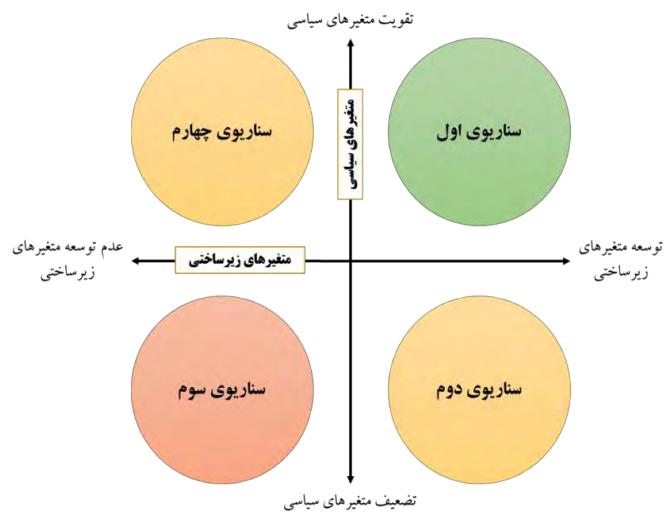 تقویت متغیرهای سیاسی
سناریوی اول
متغیرهای سیاسی
سناریوی چهارم
توسعه متغیرهای
زیرساختی
متغیرهای زیرساختی
عدم توسعه متغیرهای
زیرساختی
سناریوی دوم
سناریوی سوم
تضعیف متغیرهای سیاسی